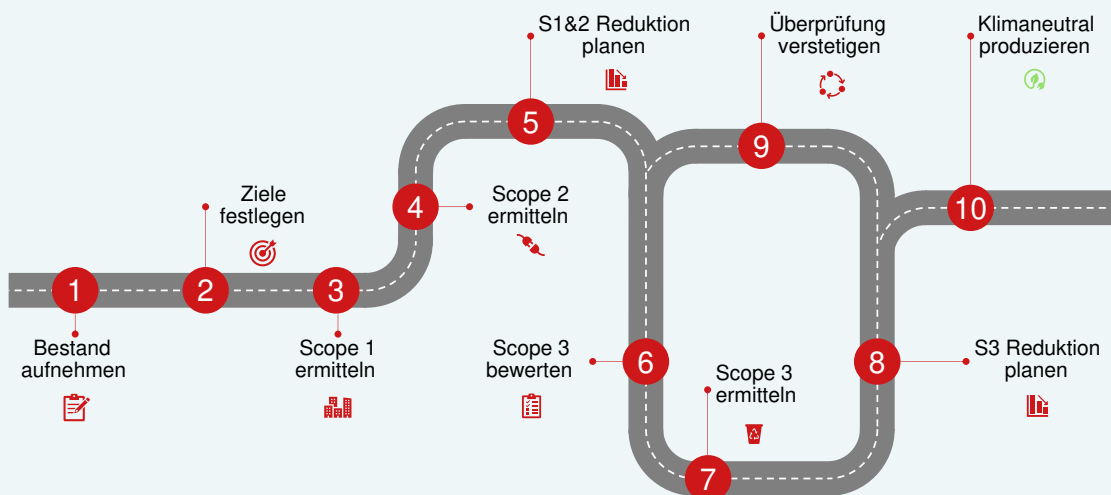 1
Bestand
aufnehmen
2
Ziele
festlegen
3
Scope 1
ermitteln
4
Scope 2
ermitteln
5
S1&2 Reduktion
planen
6
Scope 3
bewerten
7
Scope 3
ermitteln
8
S3 Reduktion
planen
9
Überprüfung
verstetigen
10
Klimaneutral
produzieren